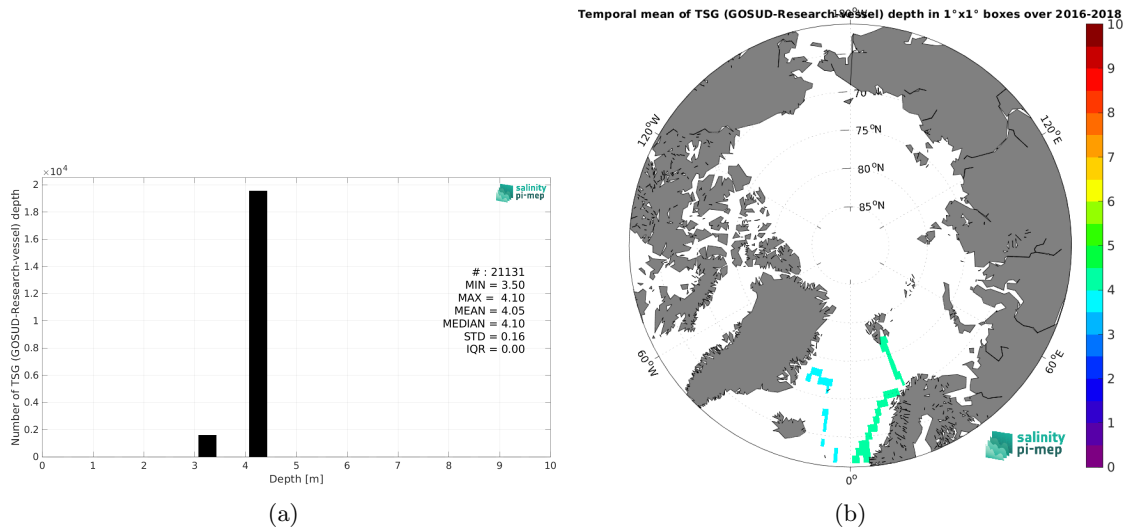 ×10⁴
2
1.8
1.6
1.4
1.2
1
0.8
0.6
0.4
0.2
0
0 1 2 3 4 5 6 7 8 9 10
Depth [m]
Number of TSG (GOSUD-Research-vessel) depth
salinity
pi-mep
# : 21131
MIN = 3.50
MAX = 4.10
MEAN = 4.05
MEDIAN = 4.10
STD = 0.16
IQR = 0.00
(a)
Temporal mean of TSG (GOSUD-Research-vessel) depth in 1°x1° boxes over 2016-2018
180°W
70
75°N
80°N
85°N
120°W
120°E
60°W
60°E
0°
10
9
8
7
6
5
4
3
2
1
0
salinity
pi-mep
(b)